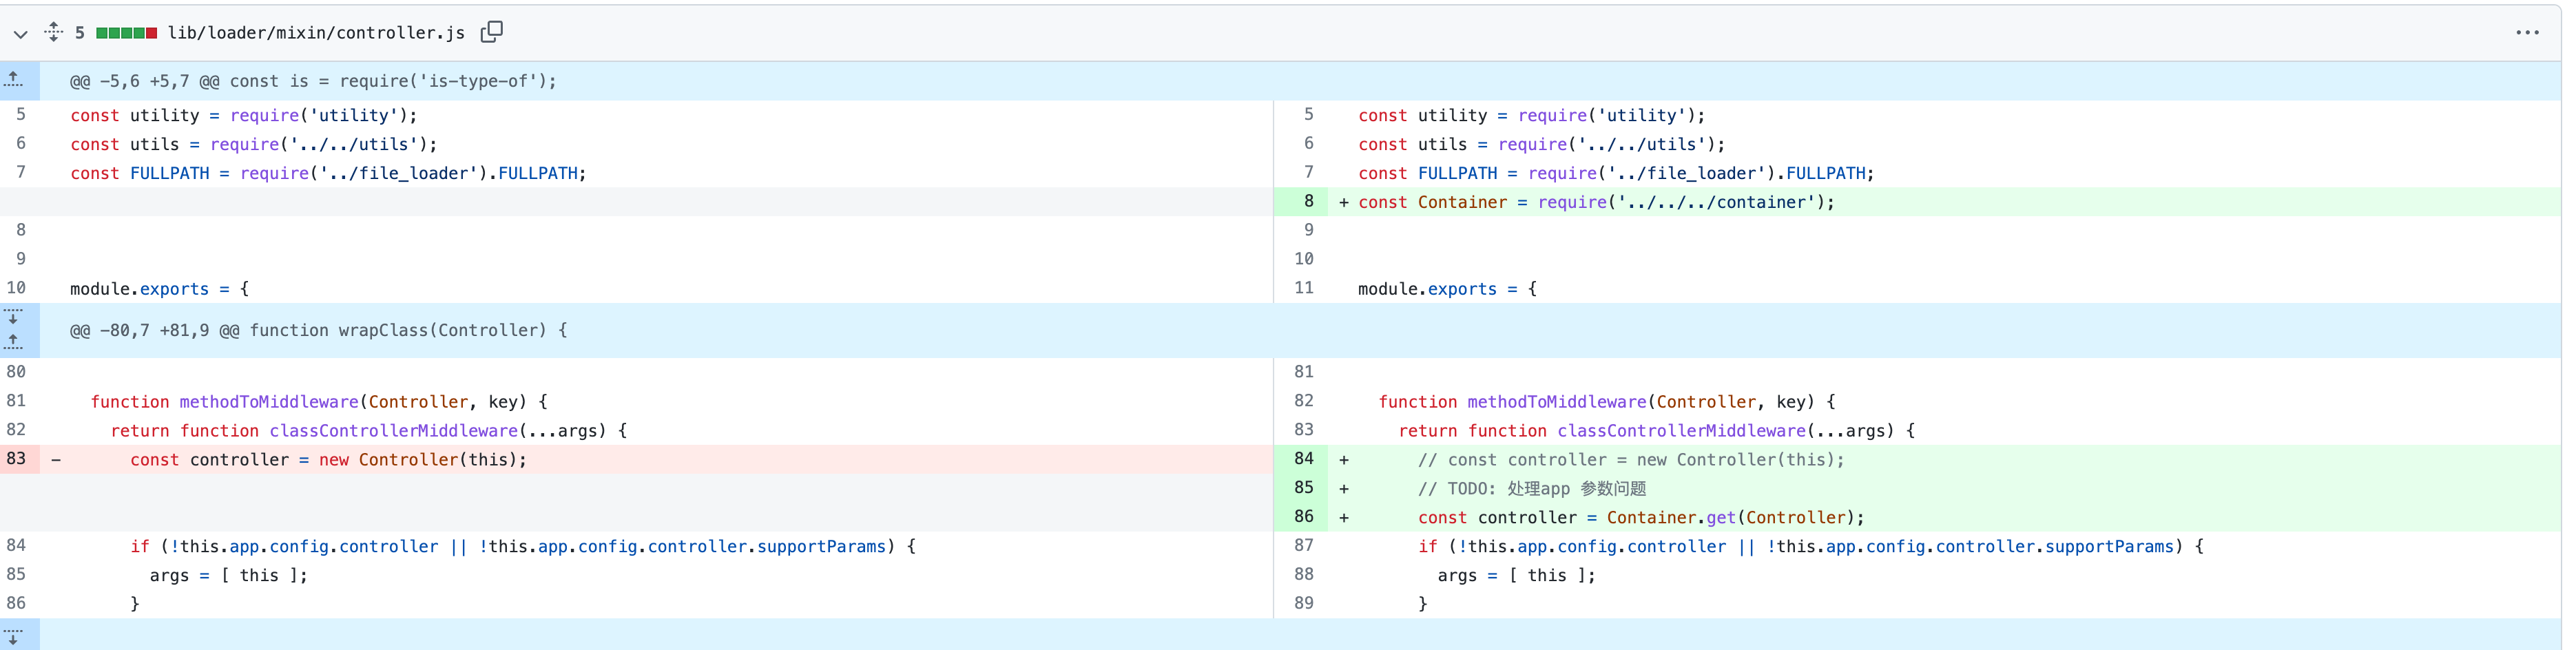 5 lib/loader/mixin/controller.js
@@ -5,6 +5,7 @@ const is = require('is-type-of');
5 const utility = require('utility');
6 const utils = require('../../utils');
7 const FULLPATH = require('../file_loader').FULLPATH;
8
9
10 module.exports = {
5 const utility = require('utility');
6 const utils = require('../../utils');
7 const FULLPATH = require('../file_loader').FULLPATH;
8 + const Container = require('../../../container');
9
10
11 module.exports = {
@@ -80,7 +81,9 @@ function wrapClass(Controller) {
80
81 function methodToMiddleware(Controller, key) {
82 return function classControllerMiddleware(...args) {
83 - const controller = new Controller(this);
84 if (!this.app.config.controller || !this.app.config.controller.supportParams) {
85 args = [ this ];
86 }
81
82 function methodToMiddleware(Controller, key) {
83 return function classControllerMiddleware(...args) {
84 + // const controller = new Controller(this);
85 + // TODO: 处理app 参数问题
86 + const controller = Container.get(Controller);
87 if (!this.app.config.controller || !this.app.config.controller.supportParams) {
88 args = [ this ];
89 }